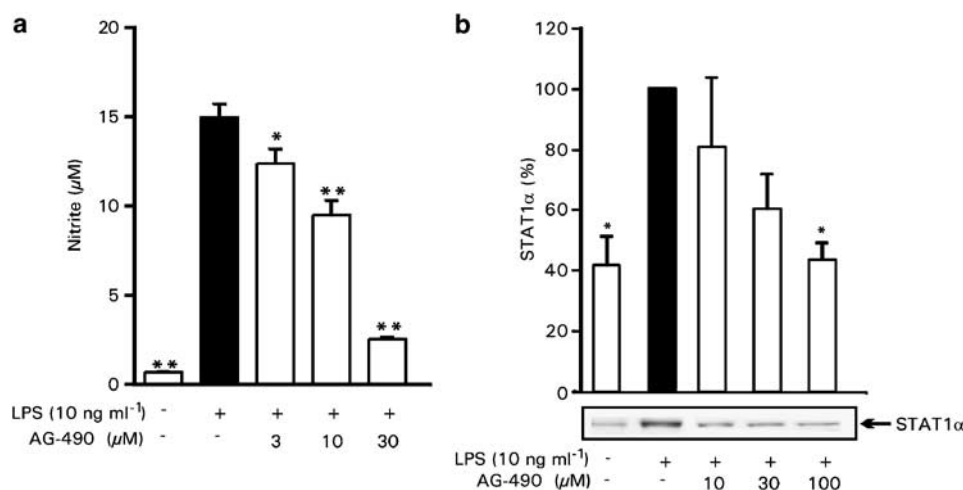 a
20
15
10
5
0
Nitrite (μM)
** * ** **
LPS (10 ng ml⁻¹) - + + + +
AG-490 (μM) - - 3 10 30
b
120
100
80
60
40
20
0
STAT1α (%)
* *
STAT1α
LPS (10 ng ml⁻¹) - + + + +
AG-490 (μM) - - 10 30 100